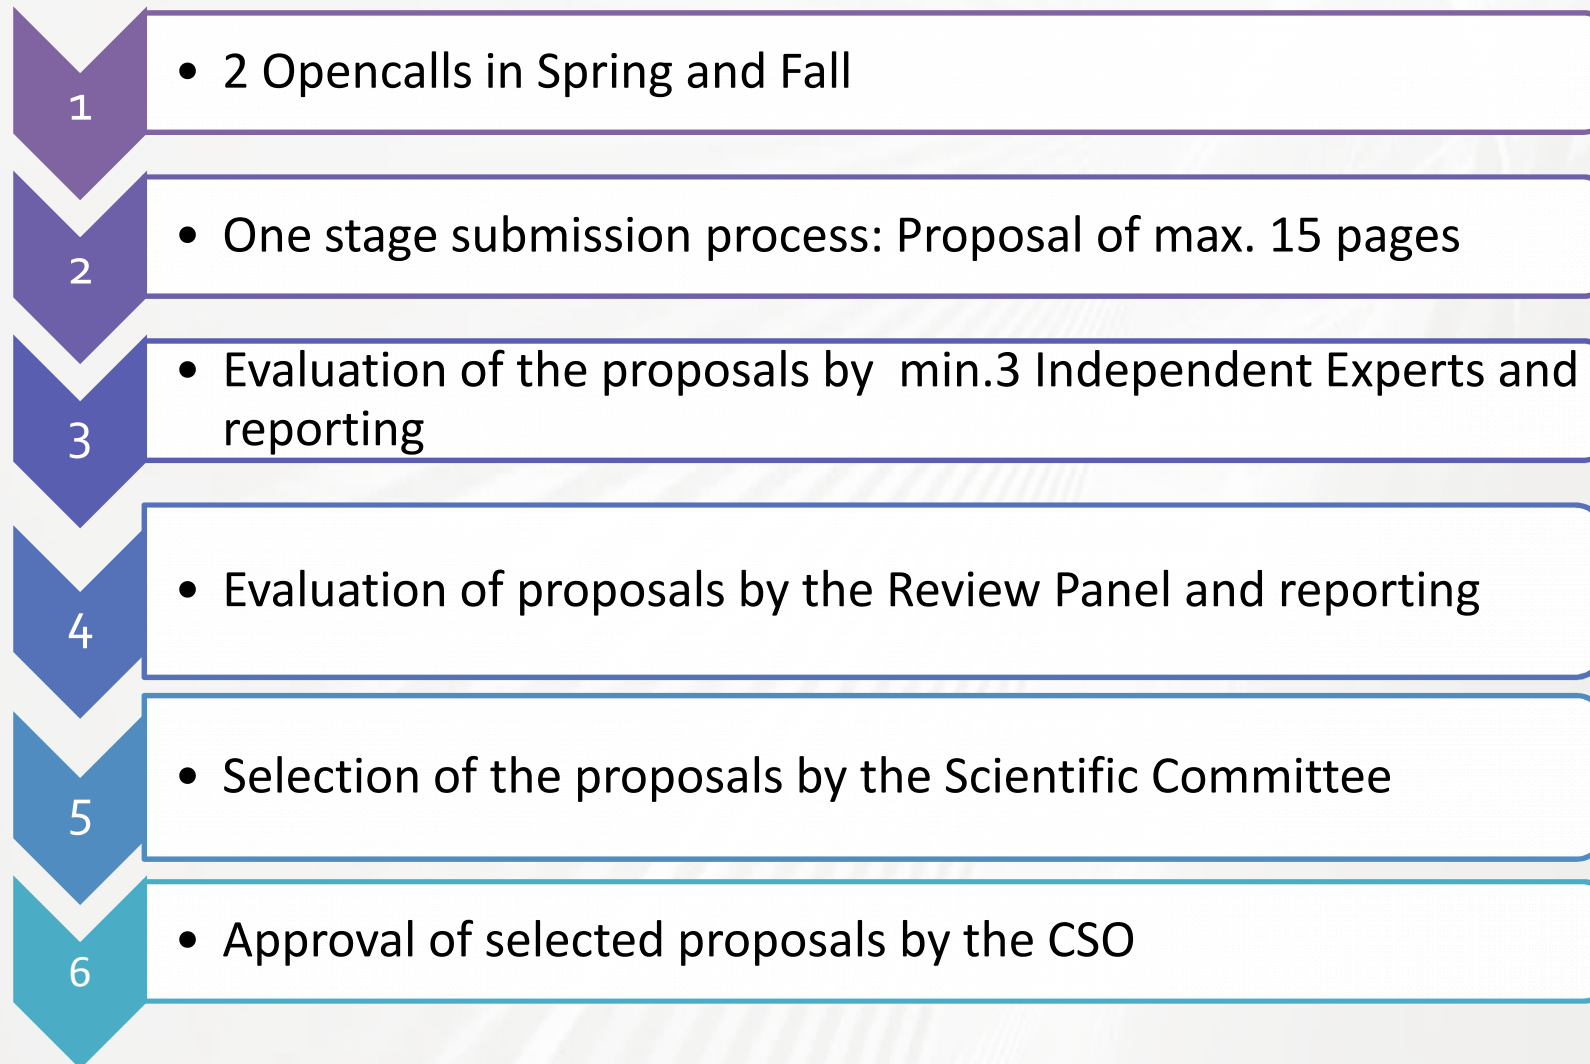 1
• 2 Opencalls in Spring and Fall
2
• One stage submission process: Proposal of max. 15 pages
3
• Evaluation of the proposals by  min.3 Independent Experts and
reporting
4
• Evaluation of proposals by the Review Panel and reporting
5
• Selection of the proposals by the Scientific Committee
6
• Approval of selected proposals by the CSO